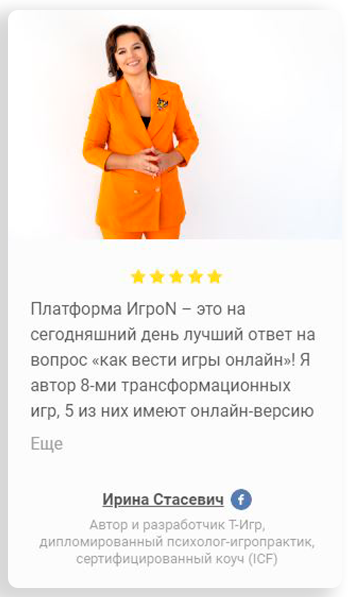 Платформа ИгроN – это на
сегодняшний день лучший ответ на
вопрос «как вести игры онлайн»! Я
автор 8-ми трансформационных
игр, 5 из них имеют онлайн-версию
Еще
Ирина Стасевич
Автор и разработчик Т-Игр,
дипломированный психолог-игропрактик,
сертифицированный коуч (ICF)